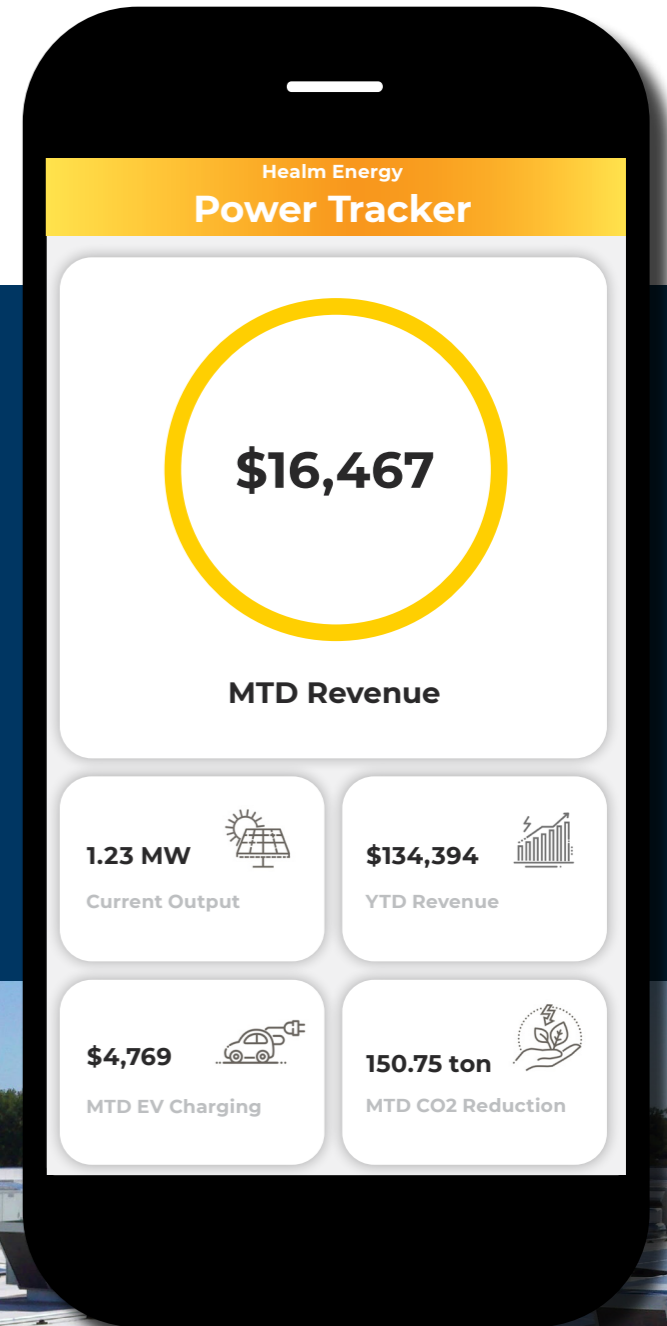 Healm Energy
Power Tracker
$16,467
MTD Revenue
1.23 MW
Current Output
$134,394
YTD Revenue
$4,769
MTD EV Charging
150.75 ton
MTD CO2 Reduction